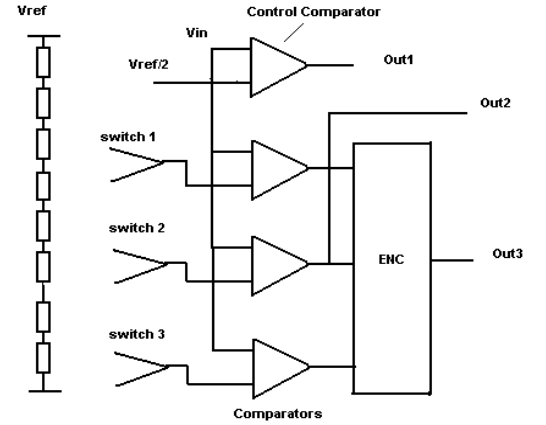 Vref
Control Comparator
Vin
Vref/2
Out1
Out2
switch 1
switch 2
ENC
Out3
switch 3
Comparators